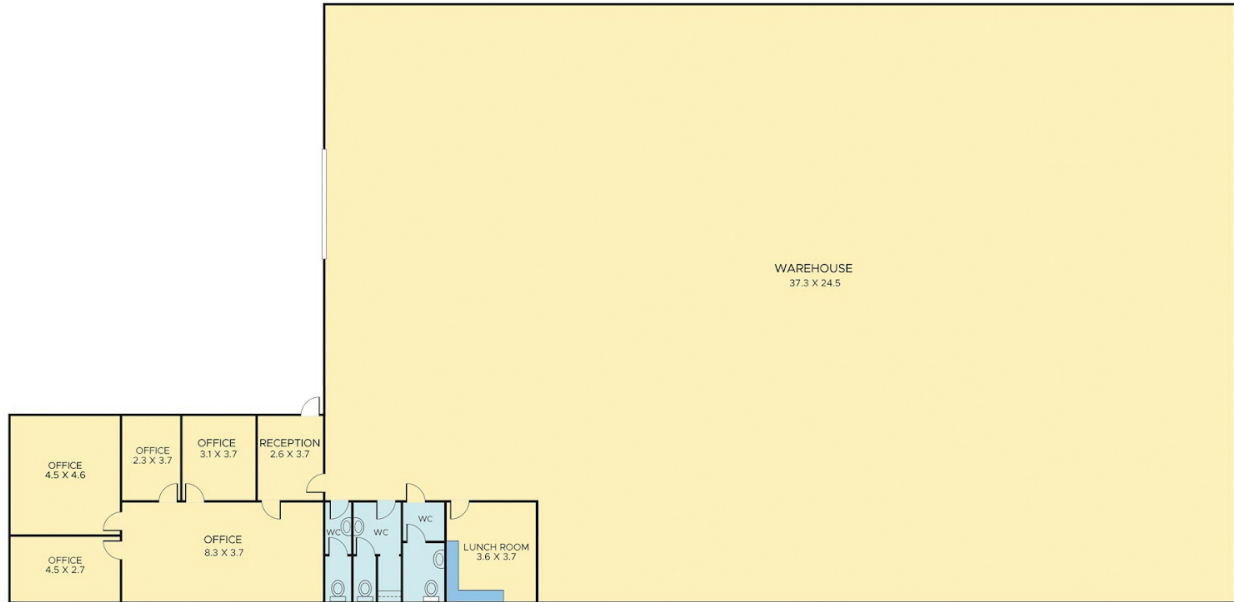 WAREHOUSE
37.3 X 24.5
OFFICE
4.5 X 4.6
OFFICE
2.3 X 3.7
OFFICE
3.1 X 3.7
RECEPTION
2.6 X 3.7
OFFICE
8.3 X 3.7
OFFICE
4.5 X 2.7
WC
WC
WC
LUNCH ROOM
3.6 X 3.7